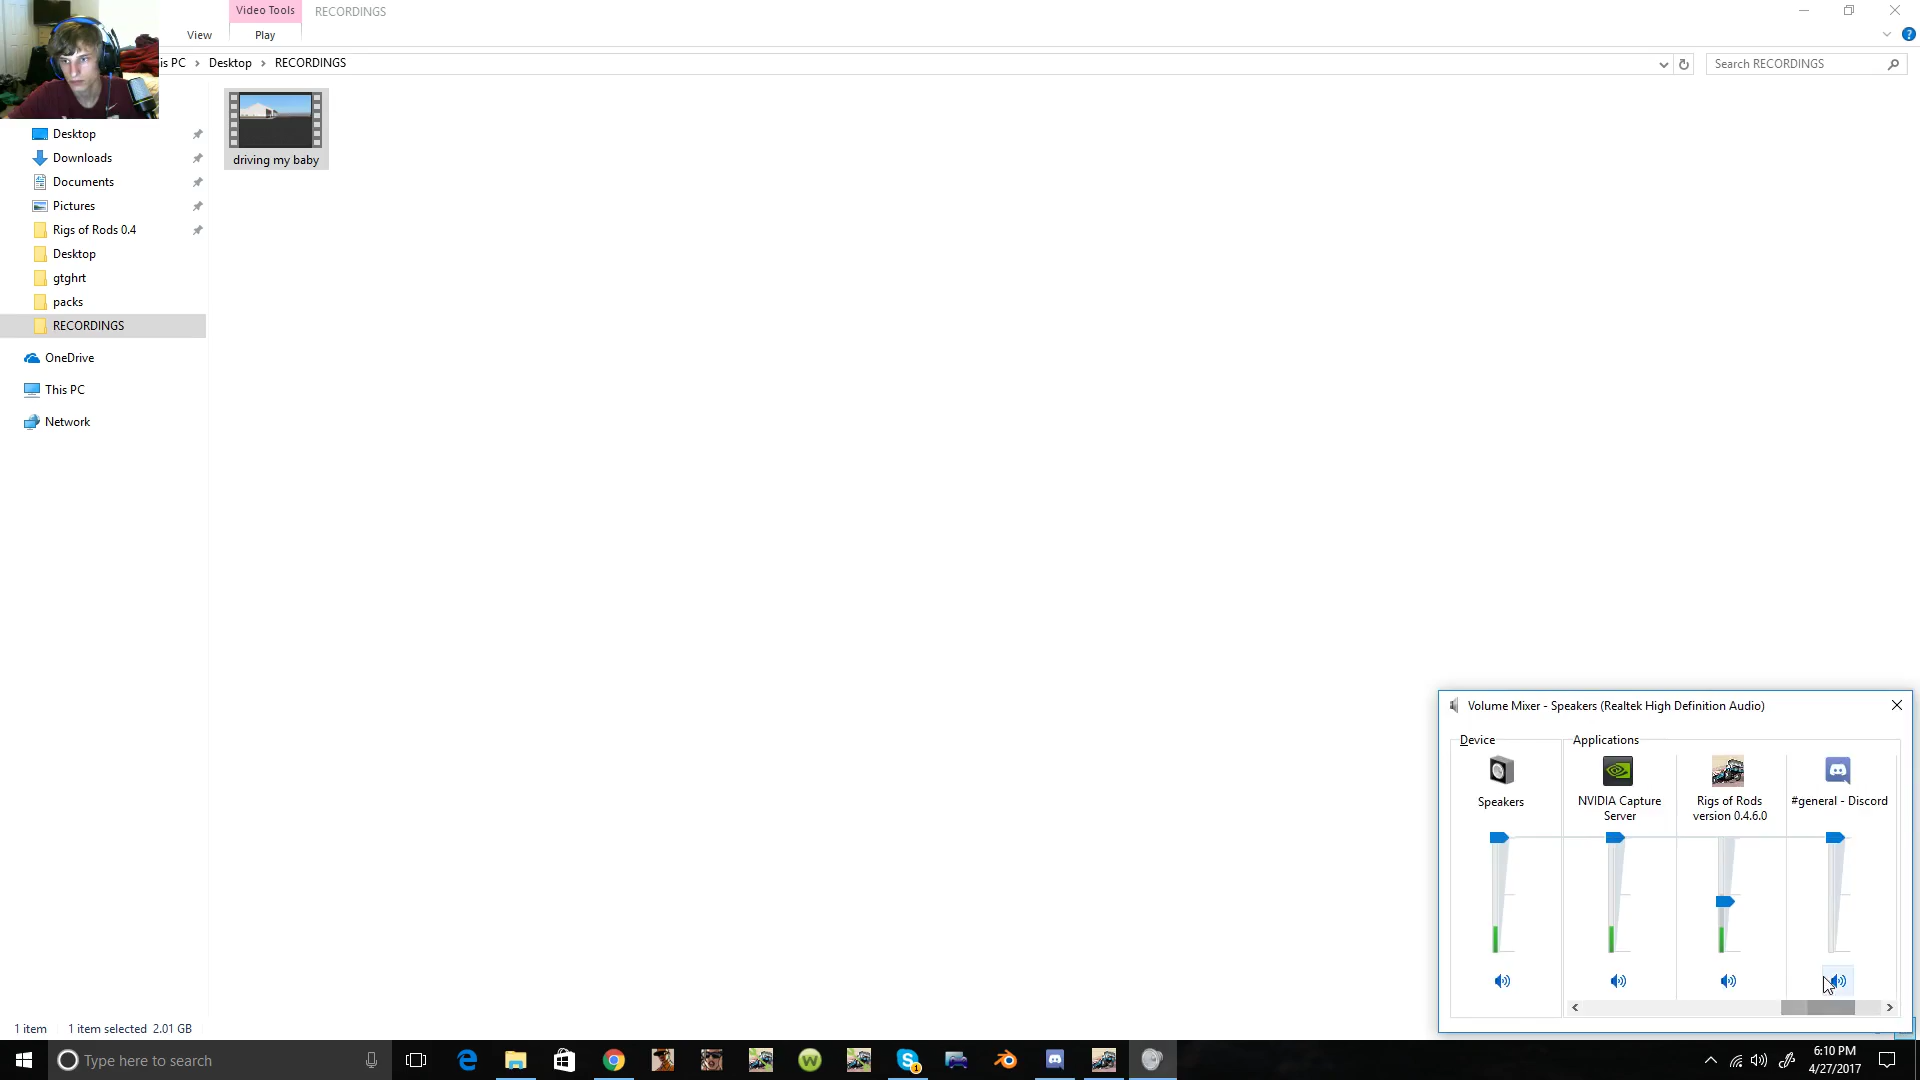 Video Tools
RECORDINGS
View
Play
is PC
Desktop
RECORDINGS
Search RECORDINGS
Desktop
Downloads
Documents
Pictures
Rigs of Rods 0.4
Desktop
gtghrt
packs
RECORDINGS
OneDrive
This PC
Network
driving my baby
Volume Mixer - Speakers (Realtek High Definition Audio)
Device
Applications
Speakers
NVIDIA Capture
Server
Rigs of Rods
version 0.4.6.0
#general - Discord
1 item
1 item selected 2.01 GB
Type here to search
1
6:10 PM
4/27/2017